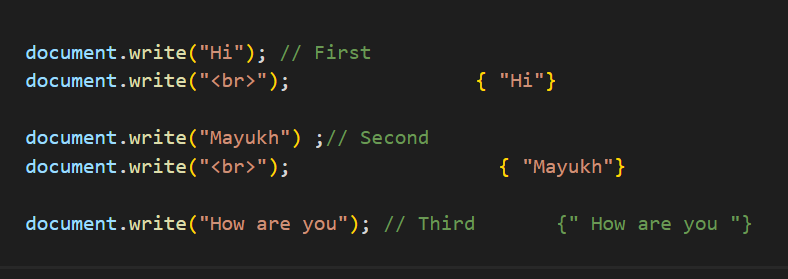 document.write("Hi"); // First
document.write("<br>");                { "Hi"}
document.write("Mayukh") ;// Second
document.write("<br>");                  { "Mayukh"}
document.write("How are you"); // Third       {" How are you "}